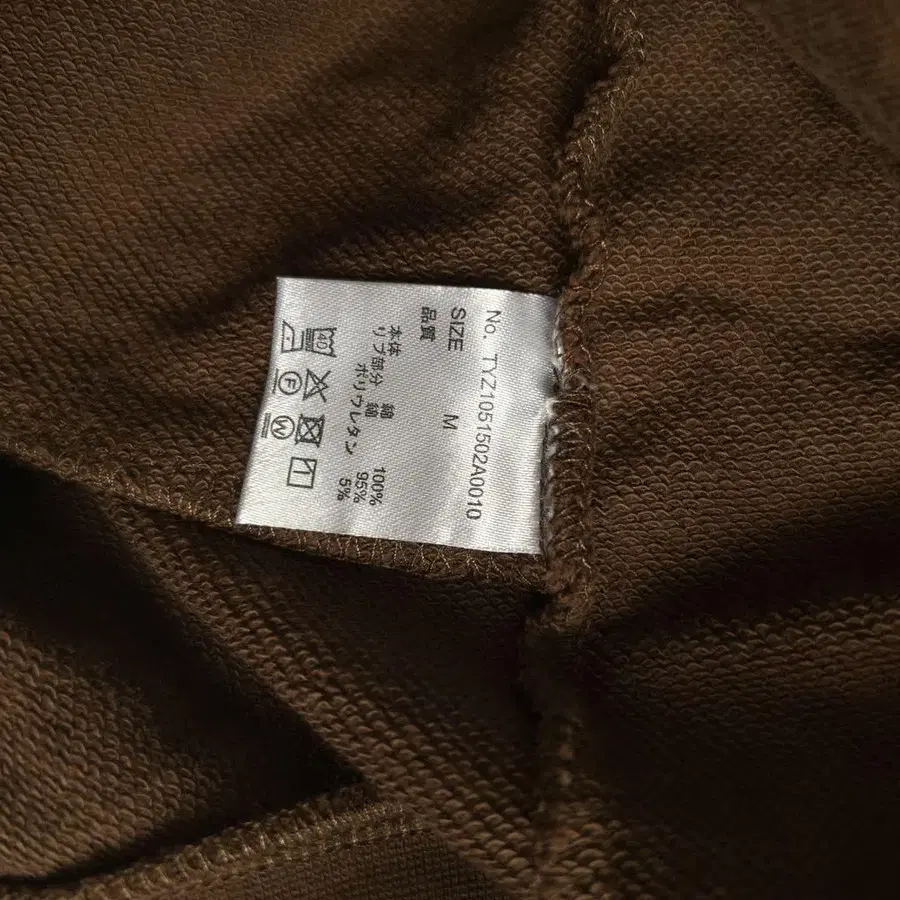 No. TYZ1051502A0010
SIZE M
品質
本体 綿 100%
リブ部分 綿 95%
ポリウレタン 5%
40
F W